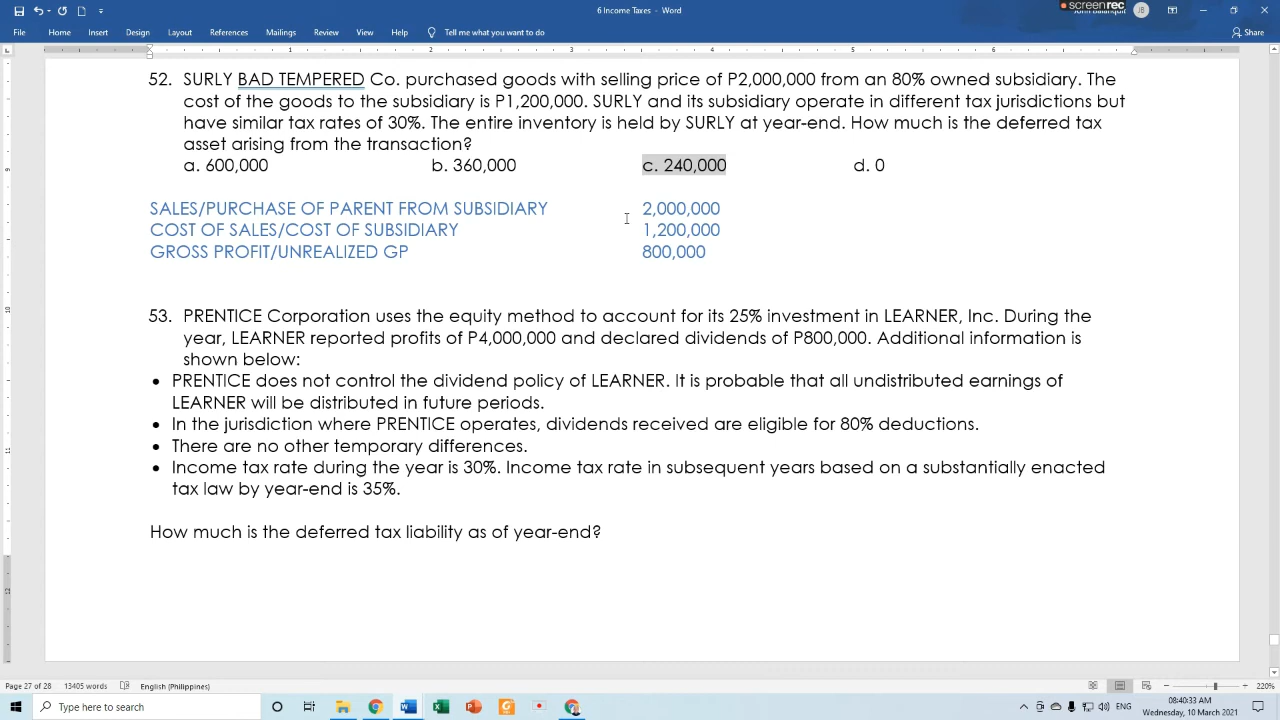 6 Income Taxes - Word
screenrec
JB
File Home Insert Design Layout References Mailings Review View Help Tell me what you want to do Share
52. SURLY BAD TEMPERED Co. purchased goods with selling price of P2,000,000 from an 80% owned subsidiary. The
cost of the goods to the subsidiary is P1,200,000. SURLY and its subsidiary operate in different tax jurisdictions but
have similar tax rates of 30%. The entire inventory is held by SURLY at year-end. How much is the deferred tax
asset arising from the transaction?
a. 600,000 b. 360,000 c. 240,000 d. 0
SALES/PURCHASE OF PARENT FROM SUBSIDIARY 2,000,000
COST OF SALES/COST OF SUBSIDIARY 1,200,000
GROSS PROFIT/UNREALIZED GP 800,000
53. PRENTICE Corporation uses the equity method to account for its 25% investment in LEARNER, Inc. During the
year, LEARNER reported profits of P4,000,000 and declared dividends of P800,000. Additional information is
shown below:
• PRENTICE does not control the dividend policy of LEARNER. It is probable that all undistributed earnings of
LEARNER will be distributed in future periods.
• In the jurisdiction where PRENTICE operates, dividends received are eligible for 80% deductions.
• There are no other temporary differences.
• Income tax rate during the year is 30%. Income tax rate in subsequent years based on a substantially enacted
tax law by year-end is 35%.
How much is the deferred tax liability as of year-end?
Page 27 of 28 13405 words English (Philippines) 220%
Type here to search ENG 08:40:33 AM
Wednesday, 10 March 2021